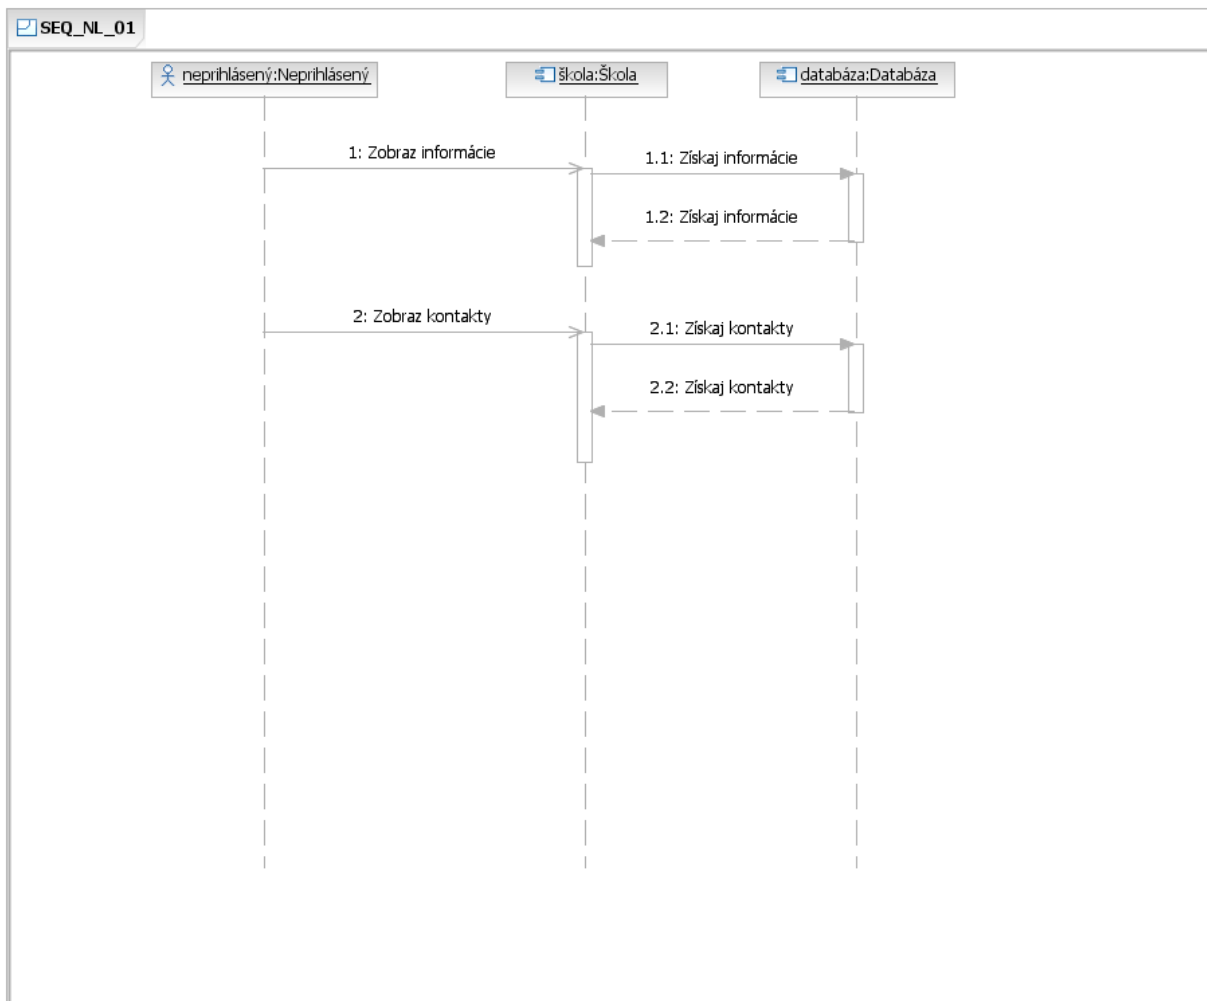 SEQ_NL_01
neprihlásený:Neprihlásený
škola:Škola
databáza:Databáza
1: Zobraz informácie
1.1: Získaj informácie
1.2: Získaj informácie
2: Zobraz kontakty
2.1: Získaj kontakty
2.2: Získaj kontakty